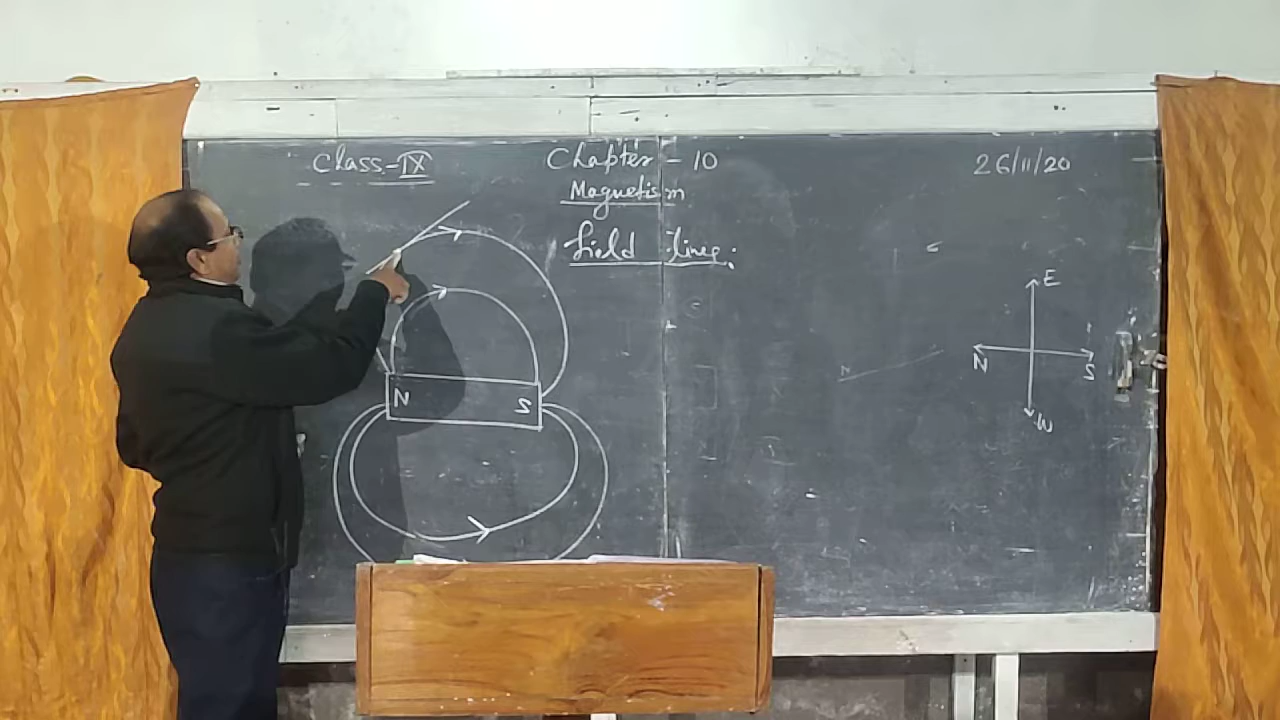 Class-IX
Chapter - 10
26/11/20
Magnetism
field line:
E
N S
W
N S